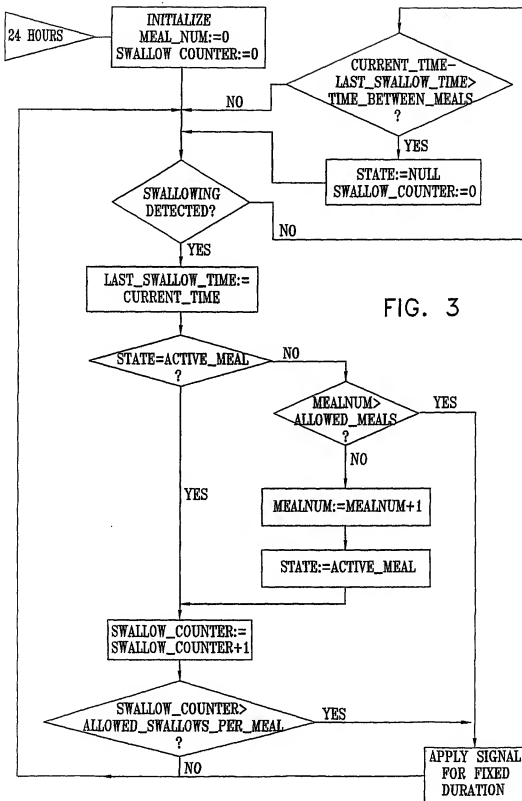 24 HOURS
INITIALIZE
MEAL_NUM:=0
SWALLOW COUNTER:=0
CURRENT_TIME-
LAST_SWALLOW_TIME>
TIME_BETWEEN_MEALS
?
NO
YES
STATE:=NULL
SWALLOW_COUNTER:=0
SWALLOWING
DETECTED?
NO
YES
LAST_SWALLOW_TIME:=
CURRENT_TIME
FIG. 3
STATE=ACTIVE_MEAL
?
NO
MEALNUM>
ALLOWED_MEALS
?
YES
NO
YES
MEALNUM:=MEALNUM+1
STATE:=ACTIVE_MEAL
SWALLOW_COUNTER:=
SWALLOW_COUNTER+1
SWALLOW_COUNTER>
ALLOWED_SWALLOWS_PER_MEAL
?
YES
NO
APPLY SIGNAL
FOR FIXED
DURATION